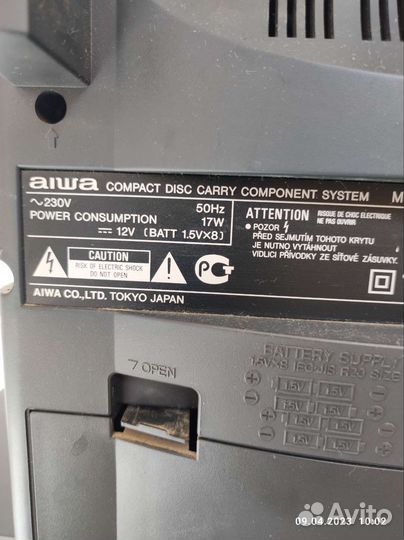 aiwa COMPACT DISC CARRY COMPONENT SYSTEM M
~230V 50Hz
POWER CONSUMPTION 17W
12V (BATT 1.5V×8)
CAUTION
RISK OF ELECTRIC SHOCK
DO NOT OPEN
AIWA CO.,LTD. TOKYO JAPAN
ATTENTION RISQUE DE CHOC ELECTRIQUE
NE PAS OUVRIR
POZOR
PŘED SEJMUTÍM TOHOTO KRYTU
JE NUTNO VYTÁHNOUT
VIDLICI PŘÍVODKY ZE SÍŤOVÉ ZÁSUVKY.
PC
OPEN
BATTERY SUPPLY
1.5V 1.5V
1.5V 1.5V
1.5V 1.5V
1.5V 1.5V
09.04.2023 10:02
Avito